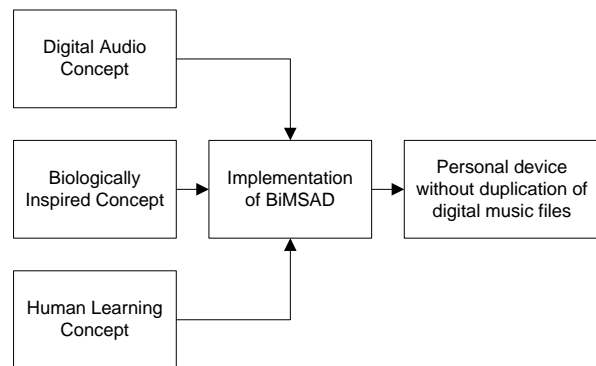 Digital Audio
Concept
Biologically
Inspired Concept
Implementation
of BiMSAD
Personal device
without duplication of
digital music files
Human Learning
Concept